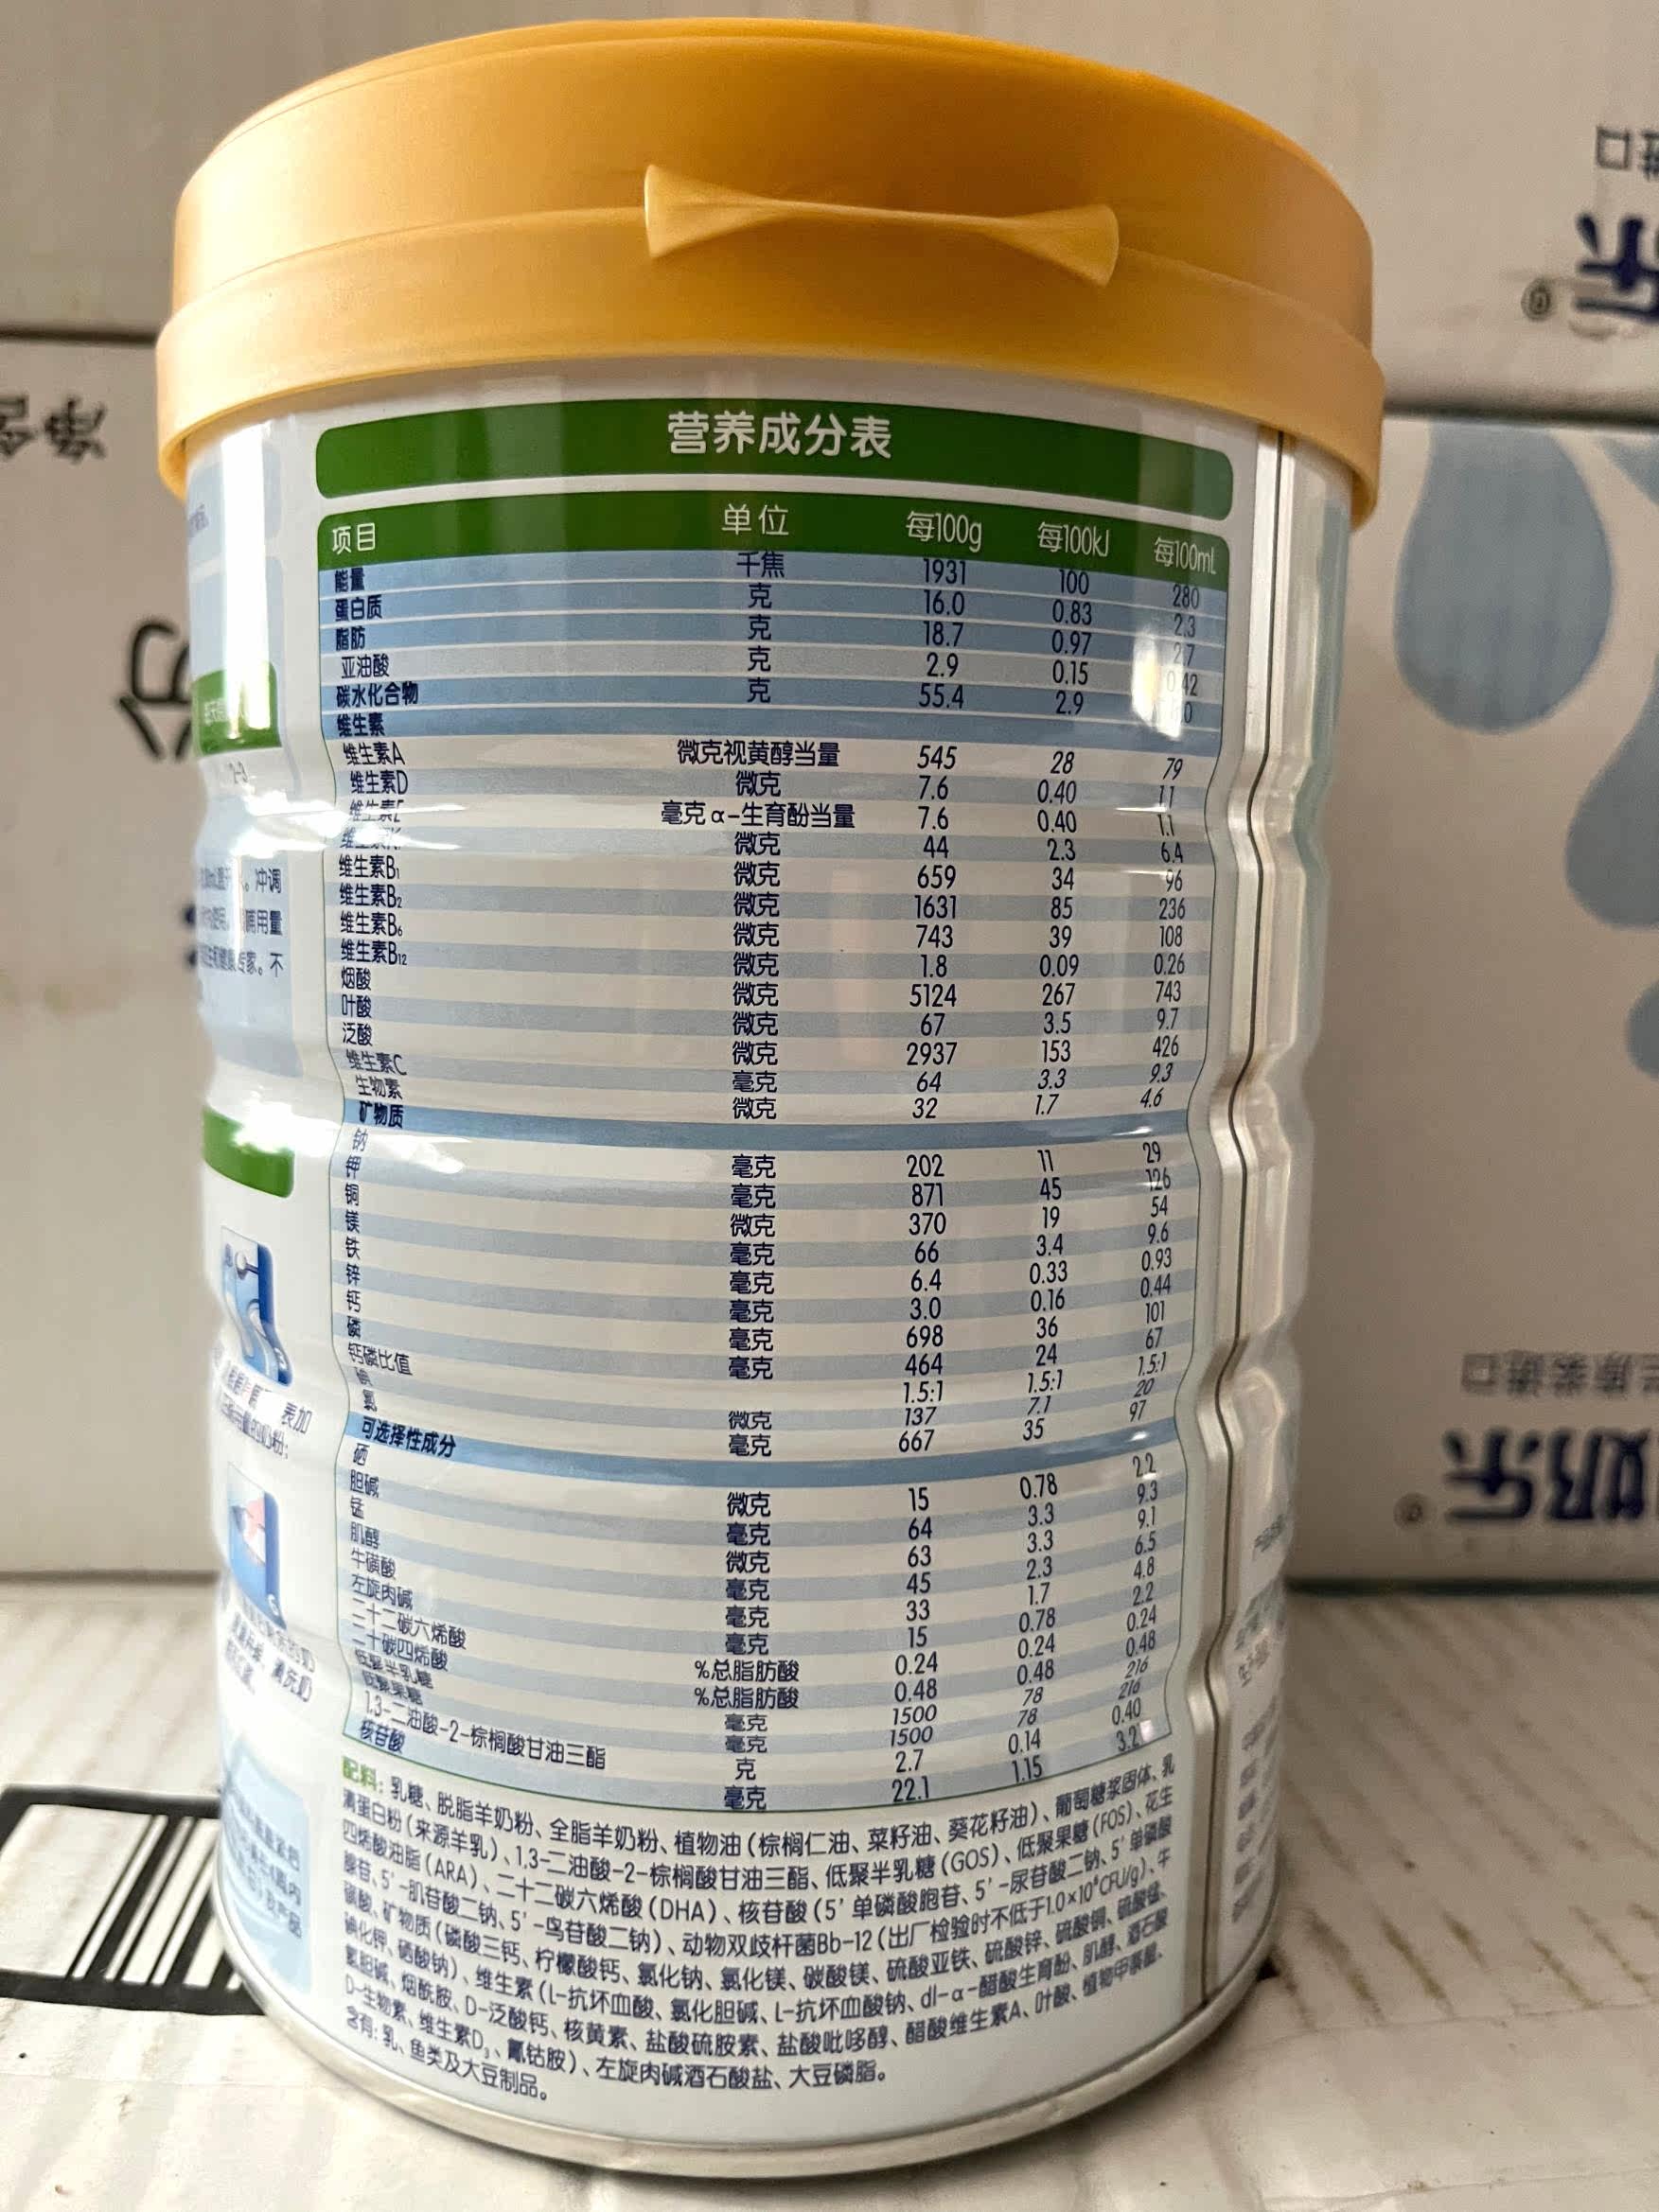 营养成分表
项目 单位 每100g 每100kJ 每100mL
能量 千焦 1931 100 280
蛋白质 克 16.0 0.83 2.3
脂肪 克 18.7 0.97 2.7
亚油酸 克 2.9 0.15 0.42
碳水化合物 克 55.4 2.9
维生素
维生素A 微克视黄醇当量 545 28 79
维生素D 微克 7.6 0.40 1.1
维生素E 毫克α-生育酚当量 7.6 0.40 1.1
微克 44 2.3 6.4
维生素B₁ 微克 659 34 96
维生素B₂ 微克 1631 85 236
维生素B₆ 微克 743 39 108
维生素B₁₂ 微克 1.8 0.09 0.26
烟酸 微克 5124 267 743
叶酸 微克 67 3.5 9.7
泛酸 微克 2937 153 426
维生素C 毫克 64 3.3 9.3
生物素 微克 32 1.7 4.6
矿物质
钠 毫克 202 11 29
钾 毫克 871 45 126
铜 微克 370 19 54
镁 毫克 66 3.4 9.6
铁 毫克 6.4 0.33 0.93
锌 毫克 3.0 0.16 0.44
钙 毫克 698 36 101
磷 毫克 464 24 67
钙磷比值 1.5:1 1.5:1 1.5:1
碘 微克 137 7.1 20
氯 毫克 667 35 97
可选择性成分
硒 微克 15 0.78 2.2
胆碱 毫克 64 3.3 9.3
锰 微克 63 3.3 9.1
肌醇 毫克 45 2.3 6.5
牛磺酸 毫克 33 1.7 4.8
左旋肉碱 毫克 15 0.78 2.2
二十二碳六烯酸 %总脂肪酸 0.24 0.24 0.24
二十碳四烯酸 %总脂肪酸 0.48 0.48 0.48
低聚半乳糖 毫克 1500 78 216
低聚果糖 毫克 1500 78 216
1,3-二油酸-2-棕榈酸甘油三酯 克 2.7 0.14 0.40
核苷酸 毫克 22.1 1.15 3.2
配料：乳糖、脱脂羊奶粉、全脂羊奶粉、植物油（棕榈仁油、菜籽油、葵花籽油）、葡萄糖浆固体、乳
清蛋白粉（来源羊乳）、1,3-二油酸-2-棕榈酸甘油三酯、低聚半乳糖（GOS）、低聚果糖（FOS）、花生
四烯酸油脂（ARA）、二十二碳六烯酸（DHA）、核苷酸（5'单磷酸胞苷、5'-尿苷酸二钠、5'单磷酸
腺苷、5'-肌苷酸二钠、5'-鸟苷酸二钠）、动物双歧杆菌Bb-12（出厂检验时不低于1.0×10⁶CFU/g）、牛
磺酸、矿物质（磷酸三钙、柠檬酸钙、氯化钠、氯化镁、碳酸镁、硫酸亚铁、硫酸锌、硫酸铜、硫酸锰、
碘化钾、硒酸钠）、维生素（L-抗坏血酸、氯化胆碱、L-抗坏血酸钠、dl-α-醋酸生育酚、肌醇、酒石酸
氢胆碱、烟酰胺、D-泛酸钙、核黄素、盐酸硫胺素、盐酸吡哆醇、醋酸维生素A、叶酸、植物甲萘醌、
D-生物素、维生素D₃、氰钴胺）、左旋肉碱酒石酸盐、大豆磷脂。
含有：乳、鱼类及大豆制品。
冲调
用量
专家。不
表加
奶粉；
原装进口
奶乐